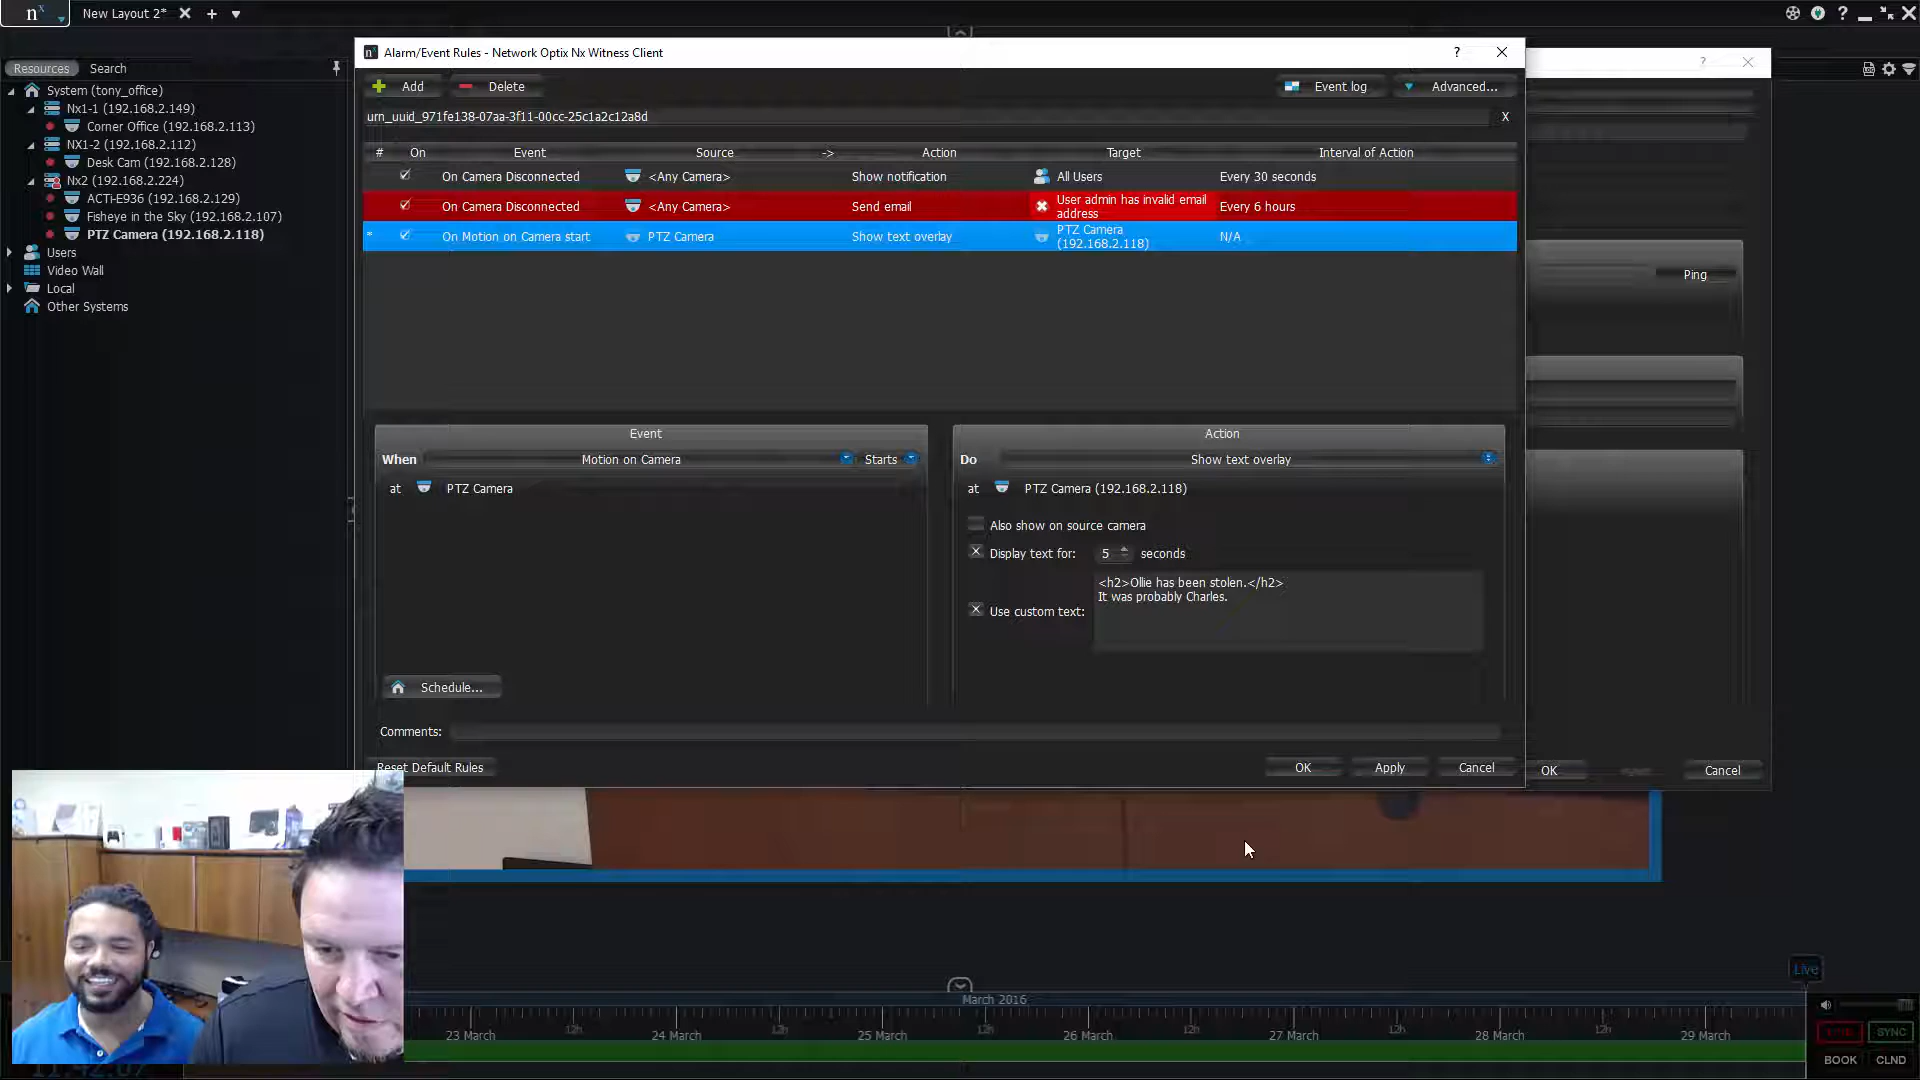 nx
New Layout 2*
Alarm/Event Rules - Network Optix Nx Witness Client
?
Resources
Search
System (tony_office)
Nx1-1 (192.168.2.149)
Corner Office (192.168.2.113)
NX1-2 (192.168.2.112)
Desk Cam (192.168.2.128)
Nx2 (192.168.2.224)
ACTi-E936 (192.168.2.129)
Fisheye in the Sky (192.168.2.107)
PTZ Camera (192.168.2.118)
Users
Video Wall
Local
Other Systems
Add
Delete
Event log
Advanced...
urn_uuid_971fe138-07aa-3f11-00cc-25c1a2c12a8d
X
# On Event Source -> Action Target Interval of Action
On Camera Disconnected <Any Camera> Show notification All Users Every 30 seconds
On Camera Disconnected <Any Camera> Send email User admin has invalid email address Every 6 hours
* On Motion on Camera start PTZ Camera Show text overlay PTZ Camera (192.168.2.118) N/A
Event
When Motion on Camera Starts
at PTZ Camera
Schedule...
Action
Do Show text overlay
at PTZ Camera (192.168.2.118)
Also show on source camera
Display text for: 5 seconds
Use custom text:
<h2>Ollie has been stolen.</h2>
It was probably Charles.
Comments:
Reset Default Rules
OK
Apply
Cancel
Ping
OK
Cancel
Live
March 2016
23 March 12h 24 March 12h 25 March 12h 26 March 12h 27 March 12h 28 March 12h 29 March
SYNC
BOOK
CLND